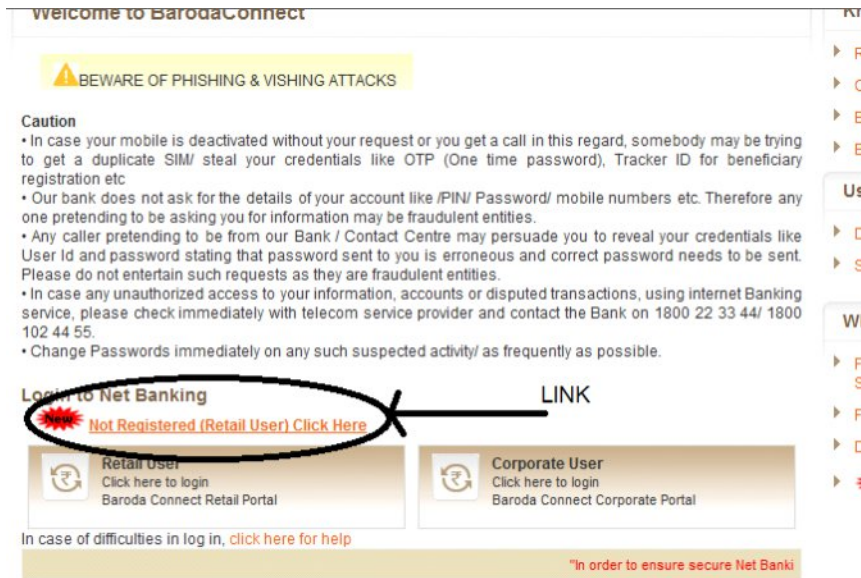 Welcome to BarodaConnect
BEWARE OF PHISHING & VISHING ATTACKS
Caution
• In case your mobile is deactivated without your request or you get a call in this regard, somebody may be trying
to get a duplicate SIM/ steal your credentials like OTP (One time password), Tracker ID for beneficiary
registration etc
• Our bank does not ask for the details of your account like /PIN/ Password/ mobile numbers etc. Therefore any
one pretending to be asking you for information may be fraudulent entities.
• Any caller pretending to be from our Bank / Contact Centre may persuade you to reveal your credentials like
User Id and password stating that password sent to you is erroneous and correct password needs to be sent.
Please do not entertain such requests as they are fraudulent entities.
• In case any unauthorized access to your information, accounts or disputed transactions, using internet Banking
service, please check immediately with telecom service provider and contact the Bank on 1800 22 33 44/ 1800
102 44 55.
• Change Passwords immediately on any such suspected activity/ as frequently as possible.
Login to Net Banking
LINK
New
Not Registered (Retail User) Click Here
Retail User
Click here to login
Baroda Connect Retail Portal
Corporate User
Click here to login
Baroda Connect Corporate Portal
In case of difficulties in log in, click here for help
"In order to ensure secure Net Banki